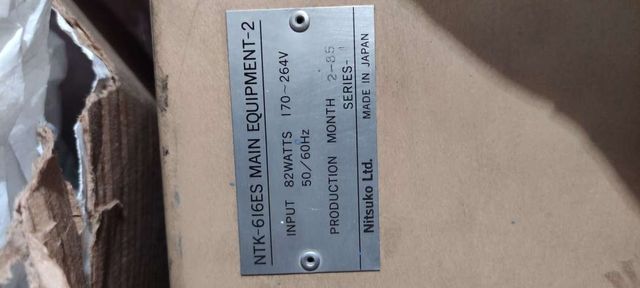 NTK-616ES MAIN EQUIPMENT-2
INPUT 82WATTS 170~264V
50/60Hz
PRODUCTION MONTH 2-85
SERIES-
Nitsuko Ltd. MADE IN JAPAN